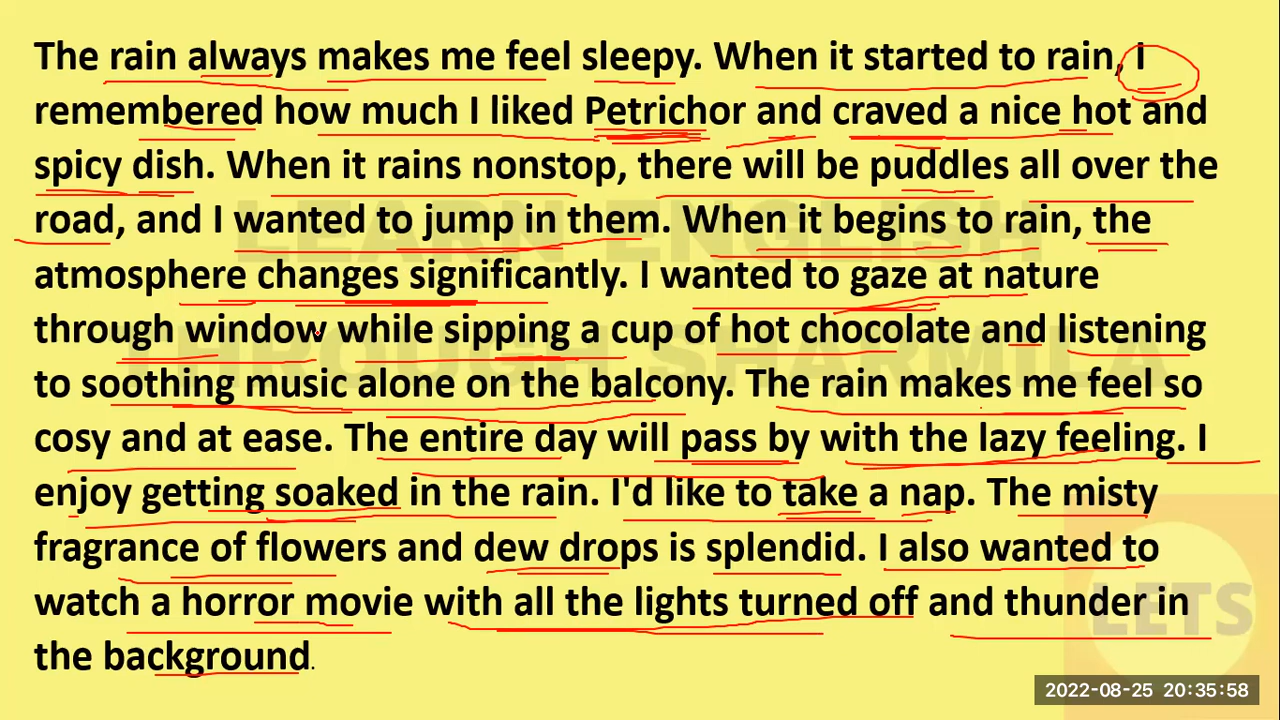 The rain always makes me feel sleepy. When it started to rain, I
remembered how much I liked Petrichor and craved a nice hot and
spicy dish. When it rains nonstop, there will be puddles all over the
road, and I wanted to jump in them. When it begins to rain, the
atmosphere changes significantly. I wanted to gaze at nature
through window while sipping a cup of hot chocolate and listening
to soothing music alone on the balcony. The rain makes me feel so
cosy and at ease. The entire day will pass by with the lazy feeling. I
enjoy getting soaked in the rain. I'd like to take a nap. The misty
fragrance of flowers and dew drops is splendid. I also wanted to
watch a horror movie with all the lights turned off and thunder in
the background.
LEARN ENGLISH
THROUGH SHARMILA
LETS
2022-08-25 20:35:58